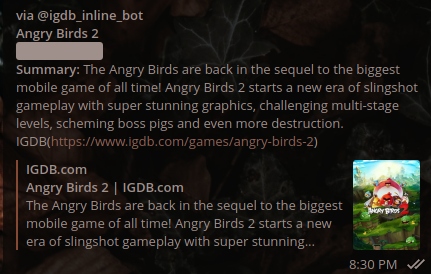 via @igdb_inline_bot
Angry Birds 2
Summary: The Angry Birds are back in the sequel to the biggest
mobile game of all time! Angry Birds 2 starts a new era of slingshot
gameplay with super stunning graphics, challenging multi-stage
levels, scheming boss pigs and even more destruction.
IGDB(https://www.igdb.com/games/angry-birds-2)
IGDB.com
Angry Birds 2 | IGDB.com
The Angry Birds are back in the sequel to the biggest
mobile game of all time! Angry Birds 2 starts a new
era of slingshot gameplay with super stunning...
ANGRY BIRDS 2
8:30 PM